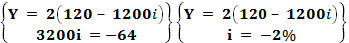 {Y = 2(120 − 1200i) {Y = 2(120 − 1200i)
3200i = −64} i = −2%}